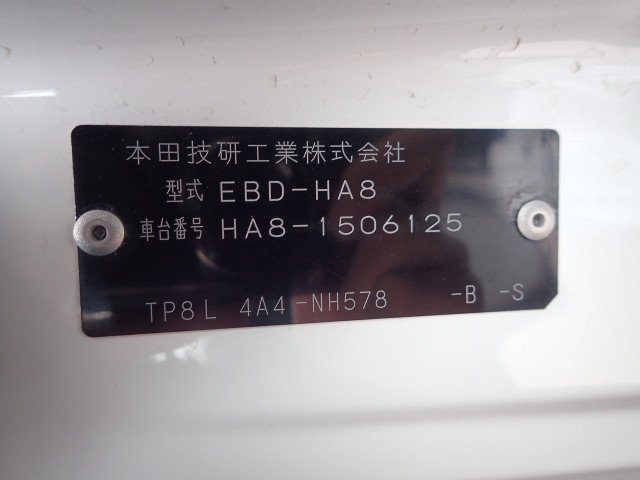 本田技研工業株式会社
型式 EBD-HA8
車台番号 HA8-1506125
TP8L 4A4-NH578 -B -S